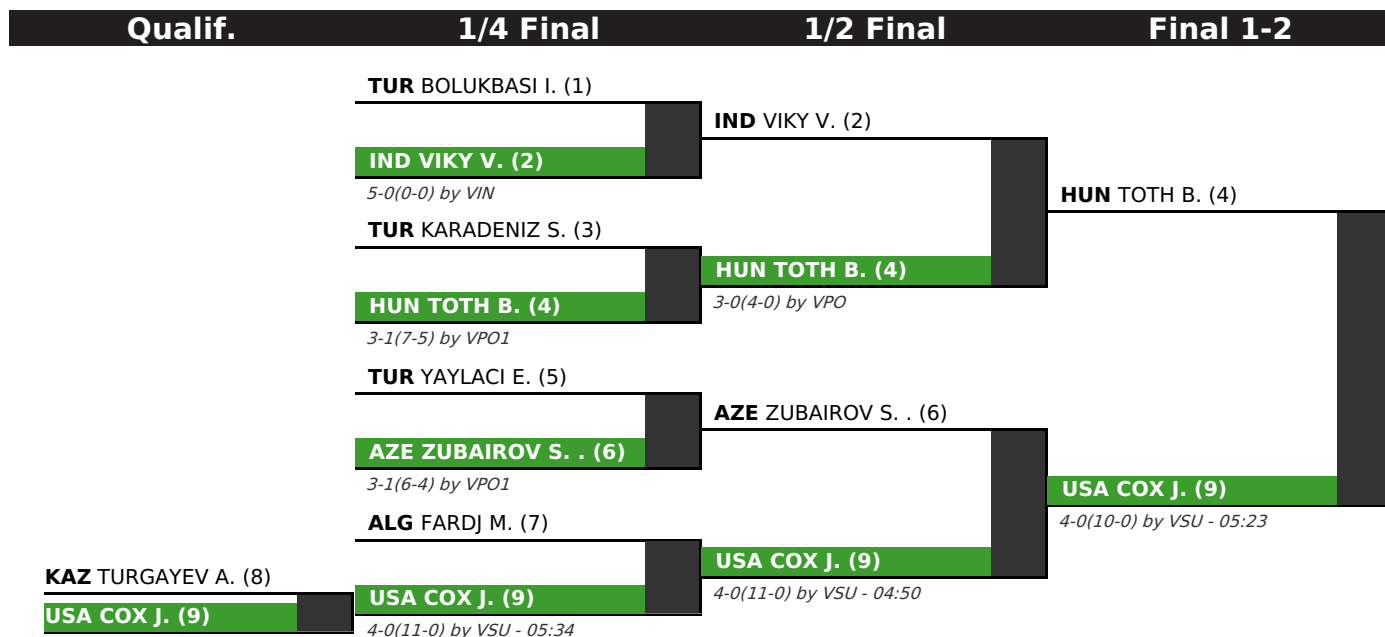 Qualif. 1/4 Final 1/2 Final Final 1-2
TUR BOLUKBASI I. (1)
IND VIKY V. (2)
IND VIKY V. (2)
5-0(0-0) by VIN
HUN TOTH B. (4)
TUR KARADENIZ S. (3)
HUN TOTH B. (4)
HUN TOTH B. (4)
3-0(4-0) by VPO
3-1(7-5) by VPO1
TUR YAYLACI E. (5)
AZE ZUBAIROV S. . (6)
AZE ZUBAIROV S. . (6)
3-1(6-4) by VPO1
USA COX J. (9)
4-0(10-0) by VSU - 05:23
ALG FARDJ M. (7)
USA COX J. (9)
4-0(11-0) by VSU - 04:50
KAZ TURGAYEV A. (8)
USA COX J. (9)
USA COX J. (9)
4-0(11-0) by VSU - 05:34